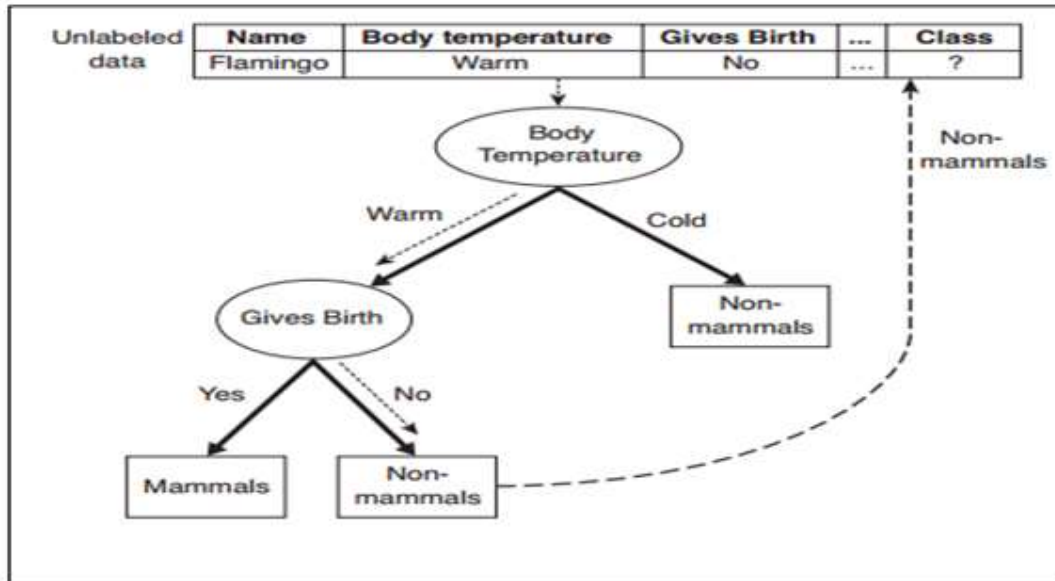 Unlabeled data
Name Body temperature Gives Birth ... Class
Flamingo Warm No ... ?
Body
Temperature
Non-
mammals
Warm
Cold
Gives Birth
Non-
mammals
Yes
No
Mammals
Non-
mammals